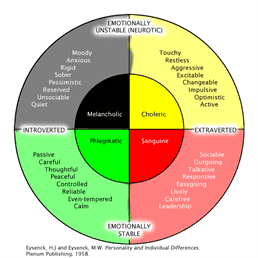 EMOTIONALLY
UNSTABLE (NEUROTIC)
Moody
Anxious
Rigid
Sober
Pessimistic
Reserved
Unsociable
Quiet
Touchy
Restless
Aggressive
Excitable
Changeable
Impulsive
Optimistic
Active
Melancholic
Choleric
INTROVERTED
EXTRAVERTED
Phlegmatic
Sanguine
Passive
Careful
Thoughtful
Peaceful
Controlled
Reliable
Even-tempered
Calm
Sociable
Outgoing
Talkative
Responsive
Easygoing
Lively
Carefree
Leadership
EMOTIONALLY
STABLE
Eysenck, H.J and Eysenck, M.W. Personality and Individual Differences.
Plenum Publishing, 1958.